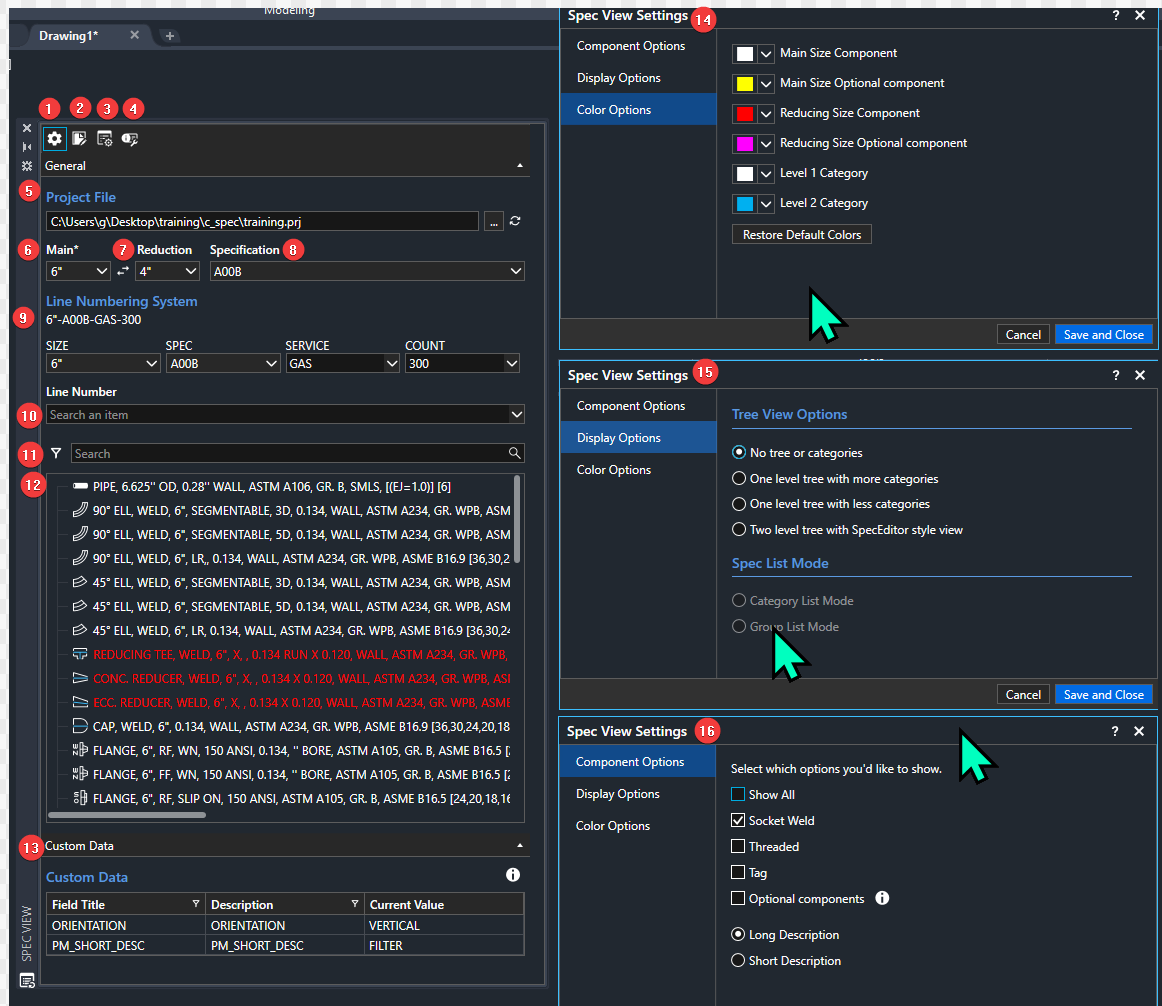 Modeling
Drawing1*
1 2 3 4
General
5 Project File
C:\Users\g\Desktop\training\c_spec\training.prj ...
6 Main* 7 Reduction Specification 8
6" 4" A00B
Line Numbering System
9 6"-A00B-GAS-300
SIZE SPEC SERVICE COUNT
6" A00B GAS 300
Line Number
10 Search an item
11 Search
12 PIPE, 6.625" OD, 0.28" WALL, ASTM A106, GR. B, SMLS, [(EJ=1.0)] [6]
90° ELL, WELD, 6", SEGMENTABLE, 3D, 0.134, WALL, ASTM A234, GR. WPB, ASM
90° ELL, WELD, 6", SEGMENTABLE, 5D, 0.134, WALL, ASTM A234, GR. WPB, ASM
90° ELL, WELD, 6", LR,, 0.134, WALL, ASTM A234, GR. WPB, ASME B16.9 [36,30,2
45° ELL, WELD, 6", SEGMENTABLE, 3D, 0.134, WALL, ASTM A234, GR. WPB, ASM
45° ELL, WELD, 6", SEGMENTABLE, 5D, 0.134, WALL, ASTM A234, GR. WPB, ASM
45° ELL, WELD, 6", LR, 0.134, WALL, ASTM A234, GR. WPB, ASME B16.9 [36,30,24
REDUCING TEE, WELD, 6", X, , 0.134 RUN X 0.120, WALL, ASTM A234, GR. WPB,
CONC. REDUCER, WELD, 6", X, , 0.134 X 0.120, WALL, ASTM A234, GR. WPB, ASI
ECC. REDUCER, WELD, 6", X, , 0.134 X 0.120, WALL, ASTM A234, GR. WPB, ASME
CAP, WELD, 6", 0.134, WALL, ASTM A234, GR. WPB, ASME B16.9 [36,30,24,20,18
FLANGE, 6", RF, WN, 150 ANSI, 0.134, " BORE, ASTM A105, GR. B, ASME B16.5 [
FLANGE, 6", FF, WN, 150 ANSI, 0.134, " BORE, ASTM A105, GR. B, ASME B16.5 [
FLANGE, 6", RF, SLIP ON, 150 ANSI, ASTM A105, GR. B, ASME B16.5 [24,20,18,16
13 Custom Data
Custom Data
Field Title Description Current Value
ORIENTATION ORIENTATION VERTICAL
PM_SHORT_DESC PM_SHORT_DESC FILTER
SPEC VIEW
Spec View Settings 14 ?
Component Options
Display Options
Color Options
Main Size Component
Main Size Optional component
Reducing Size Component
Reducing Size Optional component
Level 1 Category
Level 2 Category
Restore Default Colors
Cancel Save and Close
Spec View Settings 15 ?
Component Options
Display Options
Color Options
Tree View Options
No tree or categories
One level tree with more categories
One level tree with less categories
Two level tree with SpecEditor style view
Spec List Mode
Category List Mode
Group List Mode
Cancel Save and Close
Spec View Settings 16 ?
Component Options
Display Options
Color Options
Select which options you'd like to show.
Show All
Socket Weld
Threaded
Tag
Optional components
Long Description
Short Description